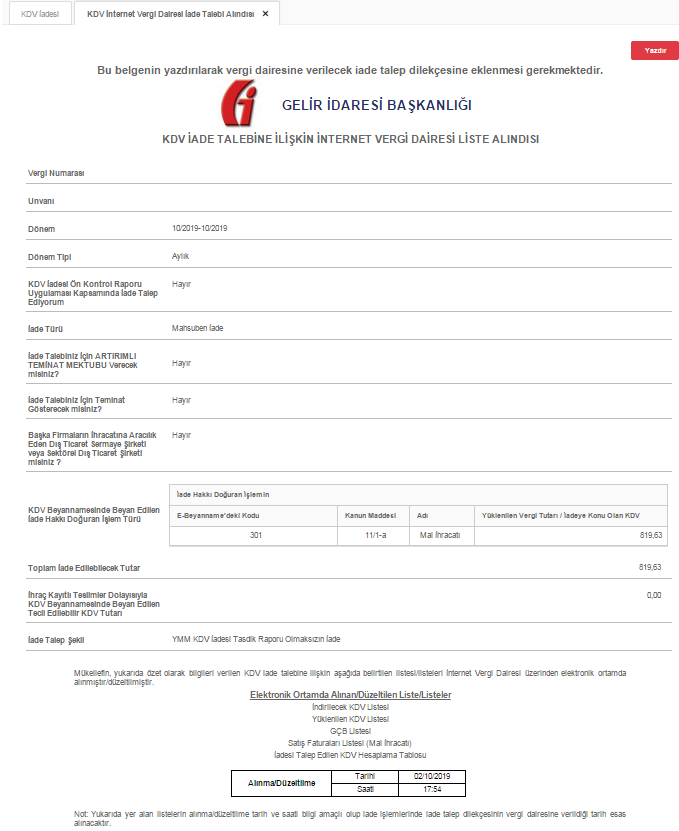 KDV İadesi
KDV İnternet Vergi Dairesi İade Talebi Alındısı ✕
Yazdır
Bu belgenin yazdırılarak vergi dairesine verilecek iade talep dilekçesine eklenmesi gerekmektedir.
GELİR İDARESİ BAŞKANLIĞI
KDV İADE TALEBİNE İLİŞKİN İNTERNET VERGİ DAİRESİ LİSTE ALINDISI
Vergi Numarası
Unvanı
Dönem 10/2019-10/2019
Dönem Tipi Aylık
KDV İadesi Ön Kontrol Raporu
Uygulaması Kapsamında İade Talep
Ediyorum
Hayır
İade Türü Mahsuben İade
İade Talebiniz İçin ARTIRIMLI
TEMİNAT MEKTUBU Verecek
misiniz?
Hayır
İade Talebiniz İçin Teminat
Gösterecek misiniz?
Hayır
Başka Firmaların İhracatına Aracılık
Eden Dış Ticaret Sermaye Şirketi
veya Sektörel Dış Ticaret Şirketi
misiniz ?
Hayır
KDV Beyannamesinde Beyan Edilen
İade Hakkı Doğuran İşlem Türü
İade Hakkı Doğuran İşlemin
E-Beyanname'deki Kodu Kanun Maddesi Adı Yüklenilen Vergi Tutarı / İadeye Konu Olan KDV
301 11/1-a Mal İhracatı 819,63
Toplam İade Edilebilecek Tutar 819,63
İhraç Kayıtlı Teslimler Dolayısıyla
KDV Beyannamesinde Beyan Edilen
Tecil Edilebilir KDV Tutarı
0,00
İade Talep Şekli YMM KDV İadesi Tasdik Raporu Olmaksızın İade
Mükellefin, yukarıda özet olarak bilgileri verilen KDV iade talebine ilişkin aşağıda belirtilen listesi/listeleri İnternet Vergi Dairesi üzerinden elektronik ortamda
alınmıştır/düzeltilmiştir.
Elektronik Ortamda Alınan/Düzeltilen Liste/Listeler
İndirilecek KDV Listesi
Yüklenilen KDV Listesi
GÇB Listesi
Satış Faturaları Listesi (Mal İhracatı)
İadesi Talep Edilen KDV Hesaplama Tablosu
Alınma/Düzeltilme
Tarihi 02/10/2019
Saati 17:54
Not: Yukarıda yer alan listelerin alınma/düzeltilme tarih ve saati bilgi amaçlı olup iade işlemlerinde iade talep dilekçesinin vergi dairesine verildiği tarih esas
alınacaktır.